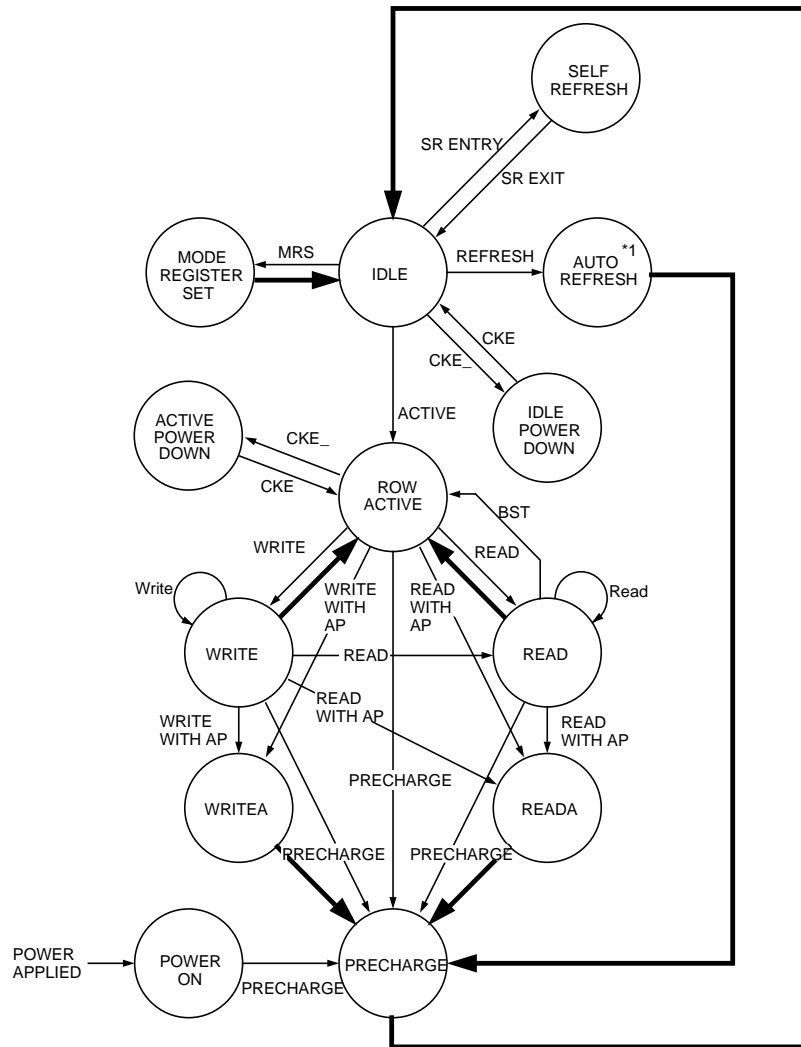 SELF
REFRESH
SR ENTRY
SR EXIT
MODE
REGISTER
SET
MRS
IDLE
REFRESH
AUTO
REFRESH
*1
CKE
CKE_
IDLE
POWER
DOWN
ACTIVE
ACTIVE
POWER
DOWN
CKE_
CKE
ROW
ACTIVE
BST
WRITE
READ
Write
WRITE
WITH
AP
READ
WITH
AP
Read
WRITE
READ
READ
WRITE
WITH AP
READ
WITH AP
READ
WITH AP
WRITEA
PRECHARGE
READA
PRECHARGE
PRECHARGE
POWER
APPLIED
POWER
ON
PRECHARGE
PRECHARGE